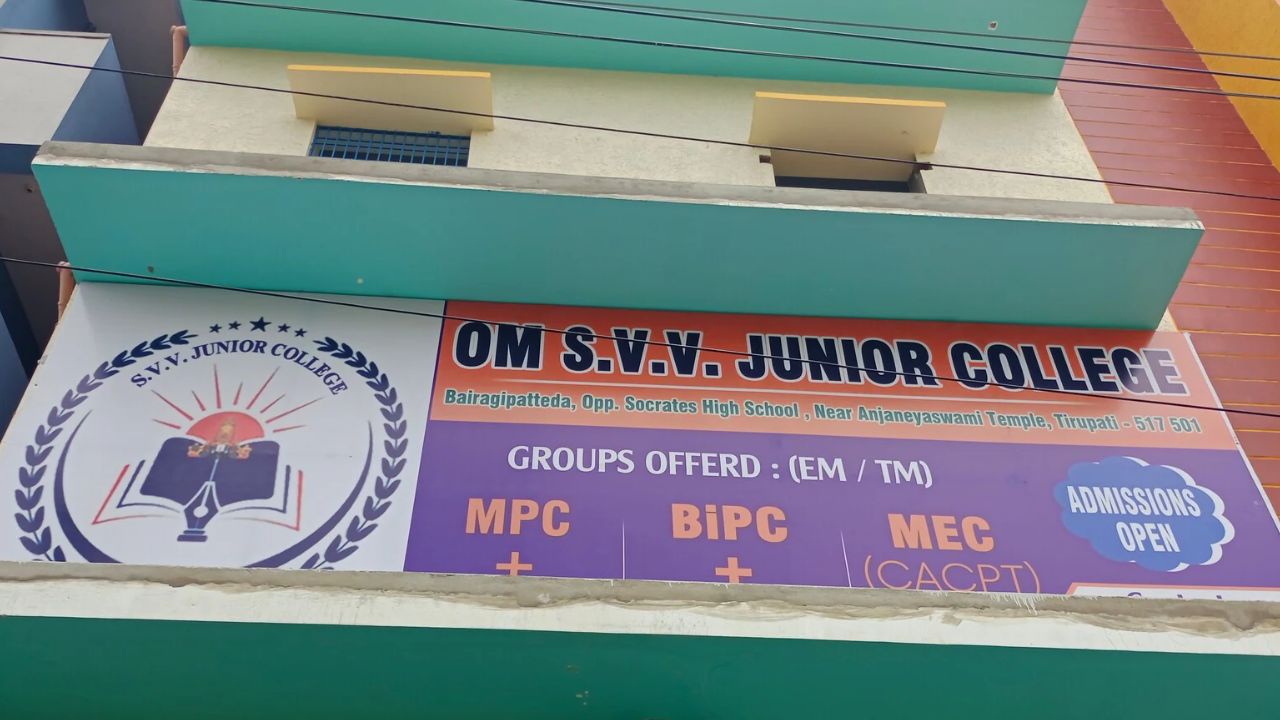 S.V.V. JUNIOR COLLEGE
OM S.V.V. JUNIOR COLLEGE
Bairagipatteda, Opp. Socrates High School , Near Anjaneyaswami Temple, Tirupati - 517 501
GROUPS OFFERD : (EM / TM)
MPC BiPC MEC
+ + (CACPT)
ADMISSIONS
OPEN